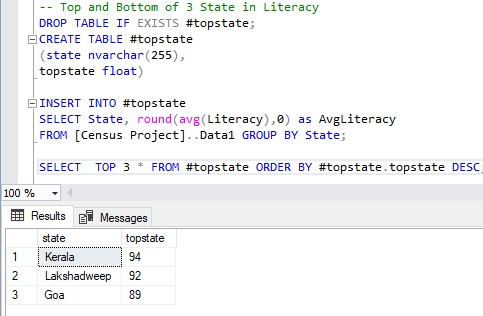 -- Top and Bottom of 3 State in Literacy
DROP TABLE IF EXISTS #topstate;
CREATE TABLE #topstate
(state nvarchar(255),
topstate float)
INSERT INTO #topstate
SELECT State, round(avg(Literacy),0) as AvgLiteracy
FROM [Census Project]..Data1 GROUP BY State;
SELECT TOP 3 * FROM #topstate ORDER BY #topstate.topstate DESC;
100 %
Results Messages
state topstate
1 Kerala 94
2 Lakshadweep 92
3 Goa 89